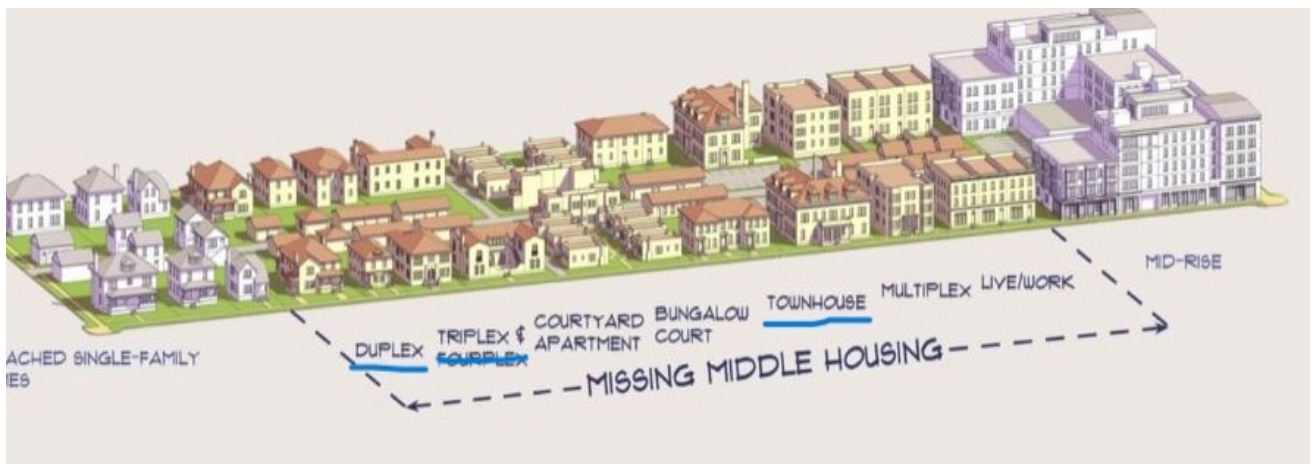 ACHED SINGLE-FAMILY
MES
DUPLEX
TRIPLEX &
FOURPLEX
COURTYARD
APARTMENT
BUNGALOW
COURT
TOWNHOUSE
MULTIPLEX
LIVE/WORK
MID-RISE
MISSING MIDDLE HOUSING